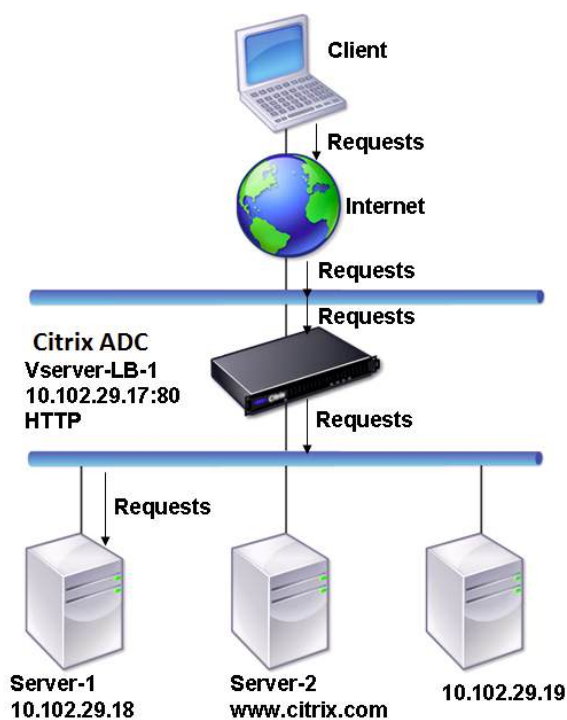 Client
Requests
Internet
Requests
Requests
Citrix ADC
Vserver-LB-1
10.102.29.17:80
HTTP
Requests
Requests
Server-1
10.102.29.18
Server-2
www.citrix.com
10.102.29.19